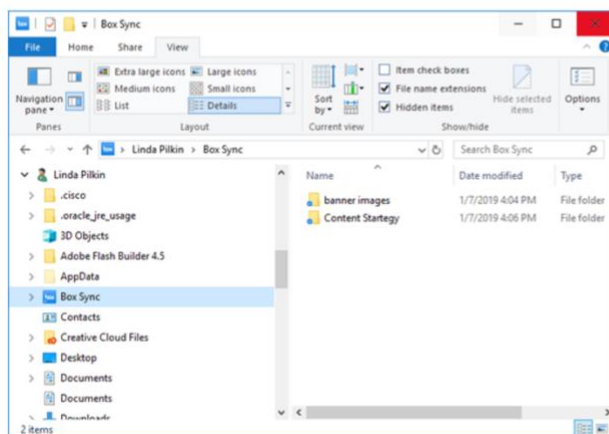 Box Sync
File Home Share View
Navigation pane
Extra large icons Large icons
Medium icons Small icons
List Details
Sort by
Item check boxes
File name extensions
Hidden items
Hide selected items
Options
Panes Layout Current view Show/hide
Linda Pilkin > Box Sync
Search Box Sync
Linda Pilkin
.cisco
.oracle_jre_usage
3D Objects
Adobe Flash Builder 4.5
AppData
Box Sync
Contacts
Creative Cloud Files
Desktop
Documents
Documents
Downloads
Name Date modified Type
banner images 1/7/2019 4:04 PM File folder
Content Startegy 1/7/2019 4:06 PM File folder
2 items